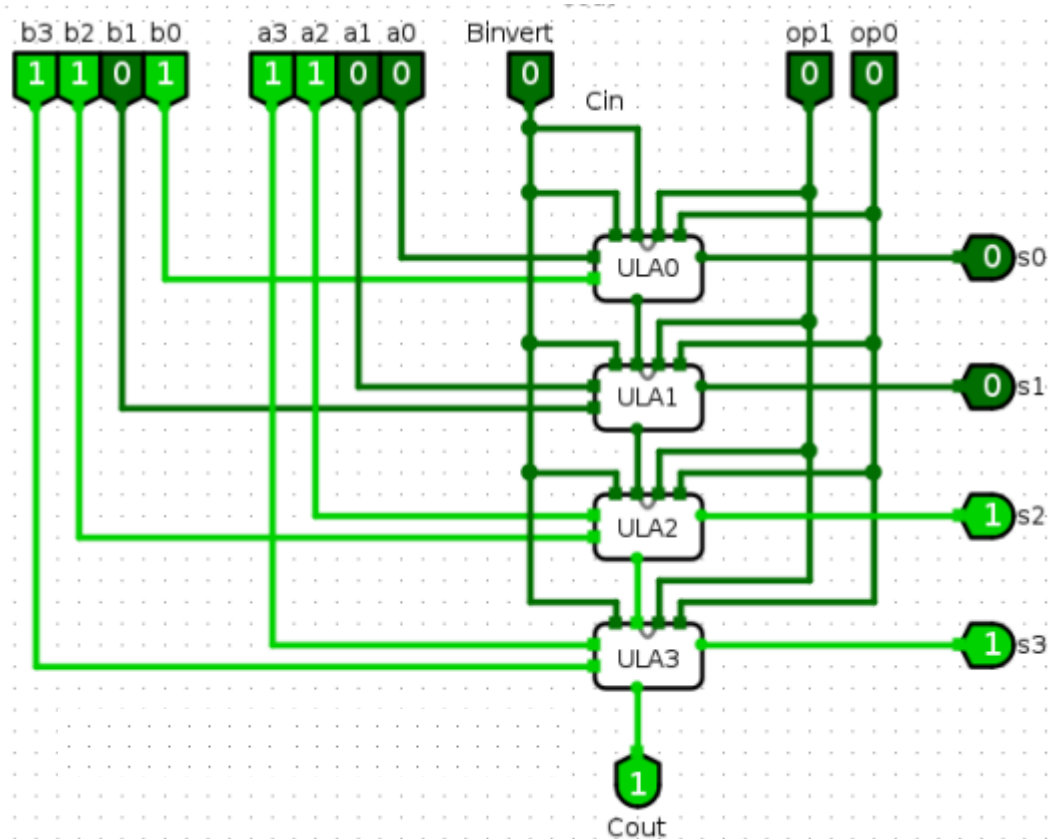 b3 b2 b1 b0 a3 a2 a1 a0 Binvert op1 op0
1 1 0 1 1 1 0 0 0 0 0
Cin
ULA0 0 s0
ULA1 0 s1
ULA2 1 s2
ULA3 1 s3
1
Cout